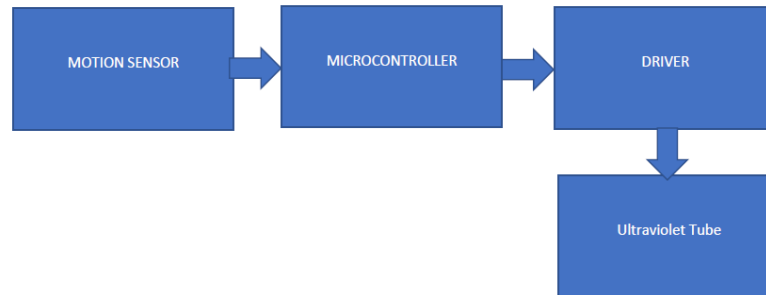 MOTION SENSOR
MICROCONTROLLER
DRIVER
Ultraviolet Tube